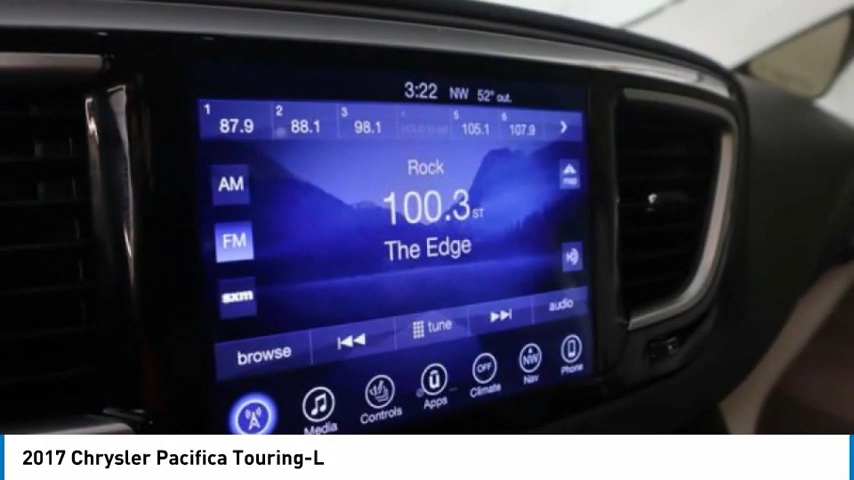 3:22 NW 52° out.
1 2 3 5 6
87.9 88.1 98.1 105.1 107.9
Rock
AM
map
100.3 ST
FM
The Edge
sxm
browse tune audio
OFF NW
Media Controls Apps Climate Nav Phone
2017 Chrysler Pacifica Touring-L